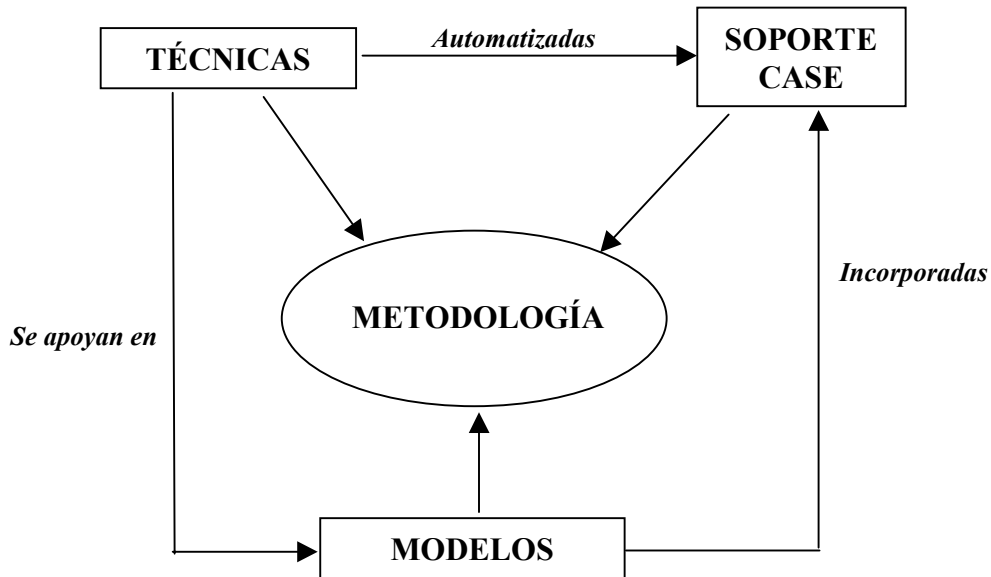 TÉCNICAS
Automatizadas
SOPORTE
CASE
Incorporadas
METODOLOGÍA
Se apoyan en
MODELOS